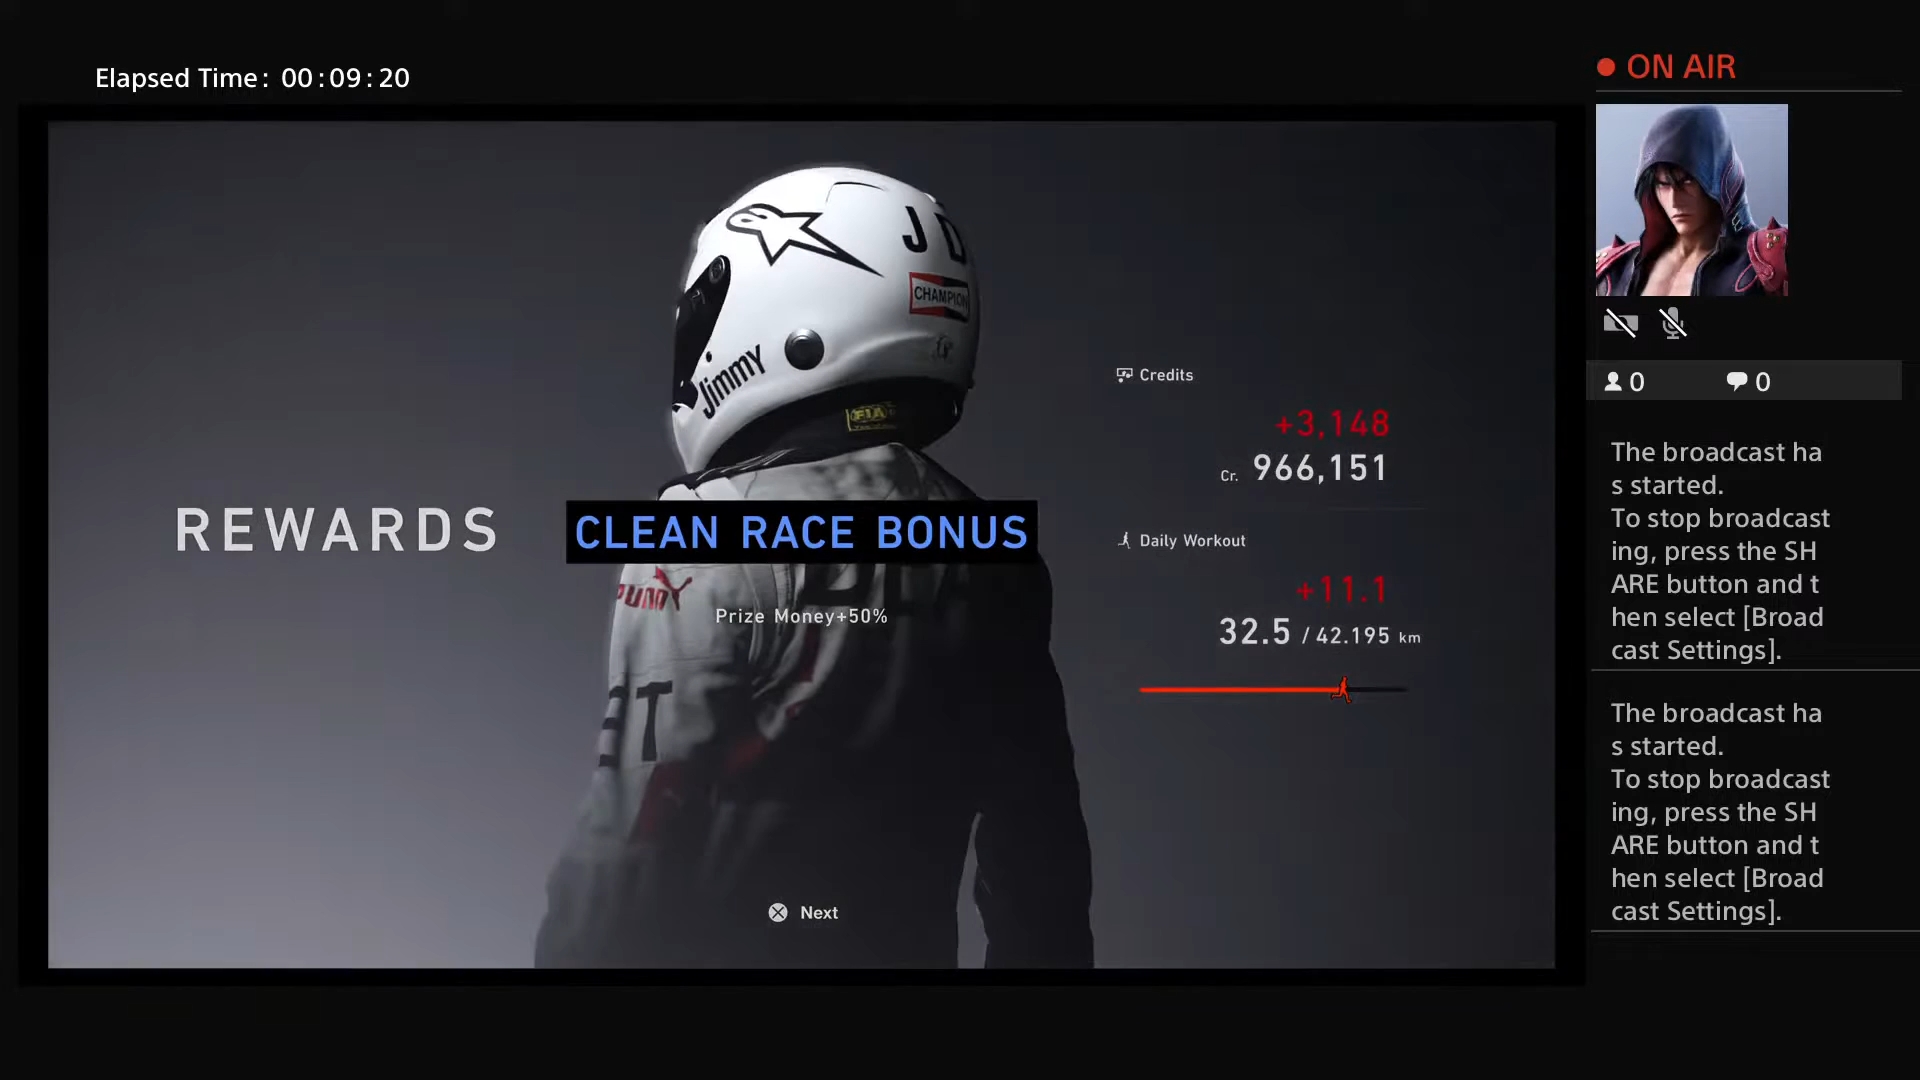 Elapsed Time: 00:09:20
ON AIR
J D
CHAMPION
Jimmy
FIA
Credits
+3,148
Cr. 966,151
0
0
The broadcast ha
s started.
To stop broadcast
ing, press the SH
ARE button and t
hen select [Broad
cast Settings].
REWARDS
CLEAN RACE BONUS
Daily Workout
+11.1
32.5 / 42.195 km
PUMA
Prize Money+50%
The broadcast ha
s started.
To stop broadcast
ing, press the SH
ARE button and t
hen select [Broad
cast Settings].
Next